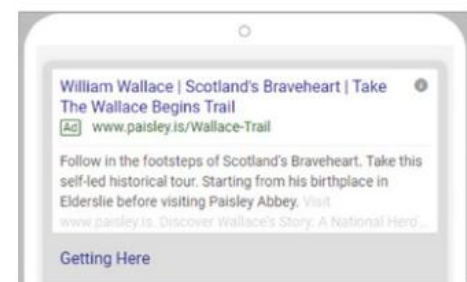 William Wallace | Scotland's Braveheart | Take
The Wallace Begins Trail
Ad www.paisley.is/Wallace-Trail
Follow in the footsteps of Scotland's Braveheart. Take this
self-led historical tour. Starting from his birthplace in
Elderslie before visiting Paisley Abbey. Visit
www.paisley.is. Discover Wallace's Story. A National Hero'...
Getting Here